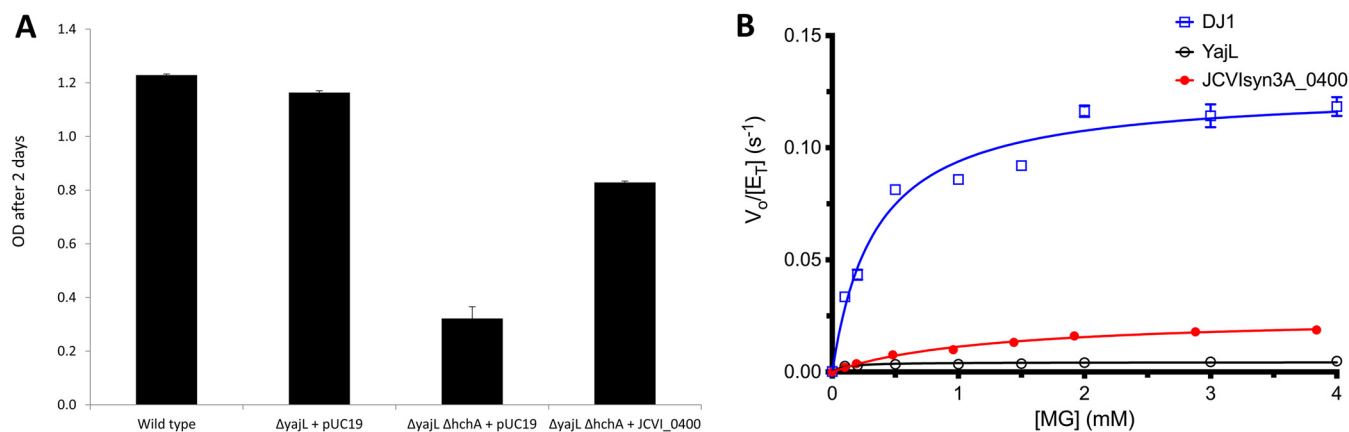 A
OD after 2 days
1.4
1.2
1.0
0.8
0.6
0.4
0.2
0.0
Wild type
ΔyajL + pUC19
ΔyajL ΔhchA + pUC19
ΔyajL ΔhchA + JCVI_0400
B
DJ1
YajL
JCVIsyn3A_0400
V₀/[E_T] (s⁻¹)
0.15
0.10
0.05
0.00
0
1
2
3
4
[MG] (mM)